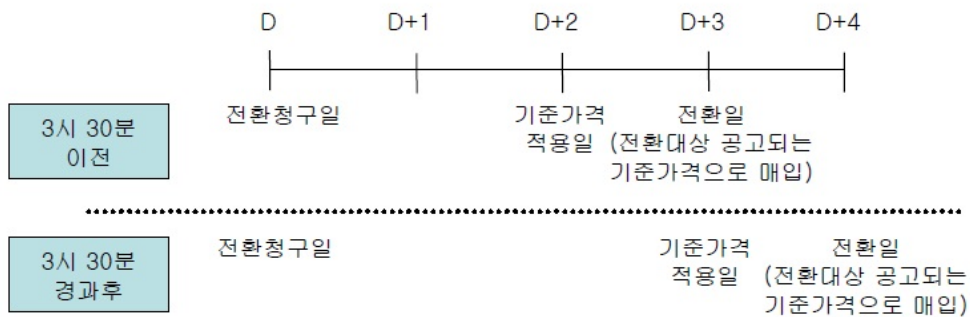 D D+1 D+2 D+3 D+4
전환청구일 기준가격 전환일
3시 30분 적용일 (전환대상 공고되는
이전 기준가격으로 매입)
전환청구일 기준가격 전환일
3시 30분 적용일 (전환대상 공고되는
경과후 기준가격으로 매입)